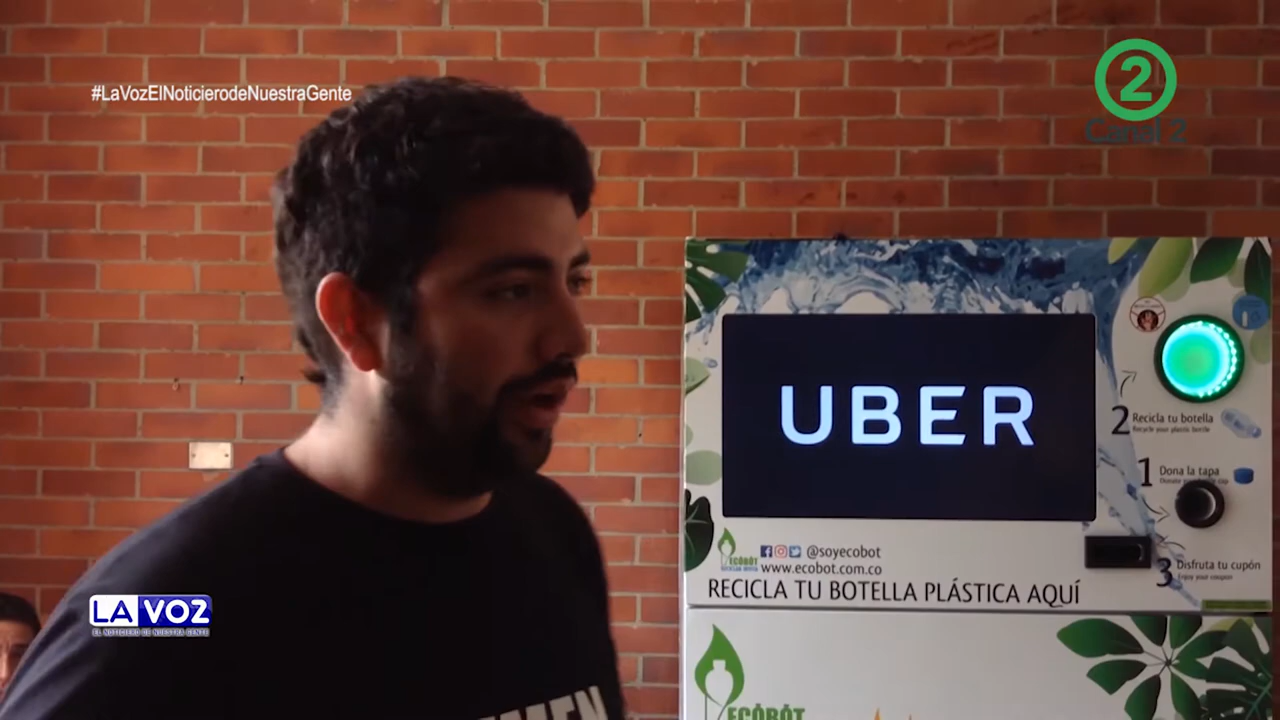 #LaVozElNoticierodeNuestraGente
2
Canal 2
UBER
2 Recicla tu botella
Recycle your plastic bottle
1 Dona la tapa
@soyecobot
ECOBOT
www.ecobot.com.co
3 Disfruta tu cupón
Enjoy your coupon
RECICLA TU BOTELLA PLÁSTICA AQUÍ
LA VOZ
EL NOTICIERO DE NUESTRA GENTE
ECÓBÓT